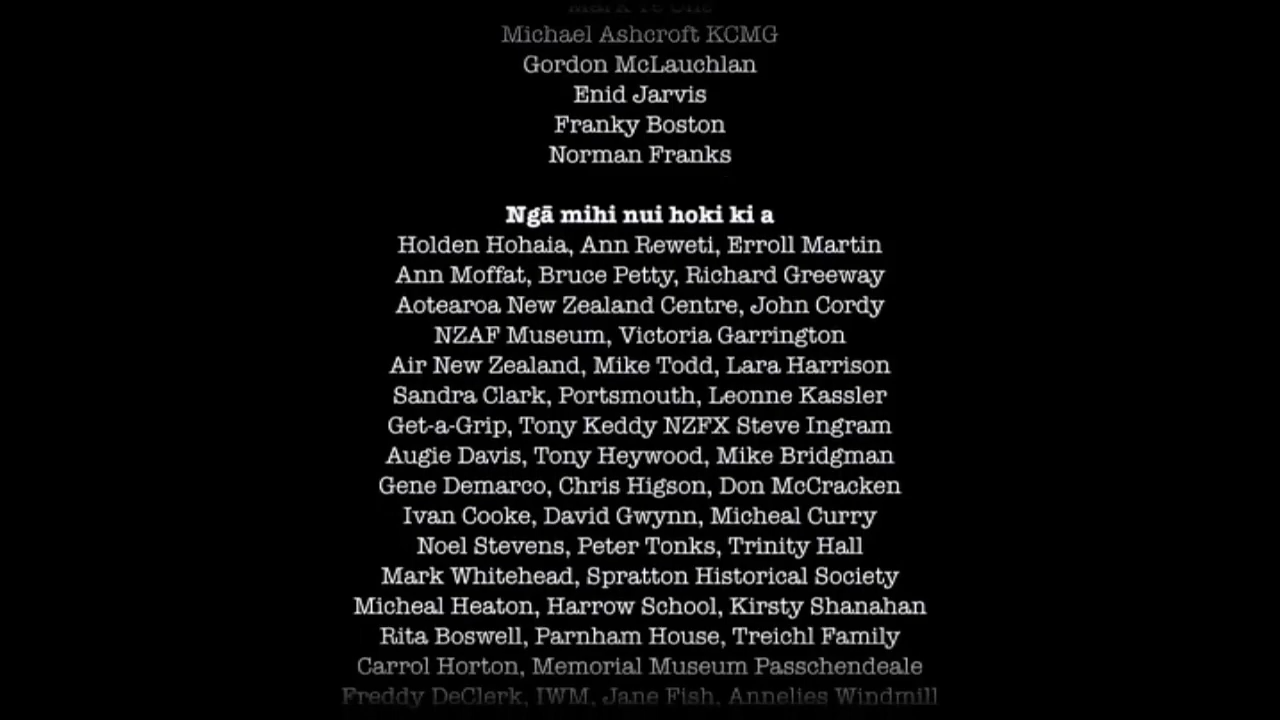 Michael Ashcroft KCMG
Gordon McLauchlan
Enid Jarvis
Franky Boston
Norman Franks
Ngā mihi nui hoki ki a
Holden Hohaia, Ann Reweti, Erroll Martin
Ann Moffat, Bruce Petty, Richard Greeway
Aotearoa New Zealand Centre, John Cordy
NZAF Museum, Victoria Garrington
Air New Zealand, Mike Todd, Lara Harrison
Sandra Clark, Portsmouth, Leonne Kassler
Get-a-Grip, Tony Keddy NZFX Steve Ingram
Augie Davis, Tony Heywood, Mike Bridgman
Gene Demarco, Chris Higson, Don McCracken
Ivan Cooke, David Gwynn, Micheal Curry
Noel Stevens, Peter Tonks, Trinity Hall
Mark Whitehead, Spratton Historical Society
Micheal Heaton, Harrow School, Kirsty Shanahan
Rita Boswell, Parnham House, Treichl Family
Carrol Horton, Memorial Museum Passchendeale
Freddy DeClerk, IWM, Jane Fish, Annelies Windmill